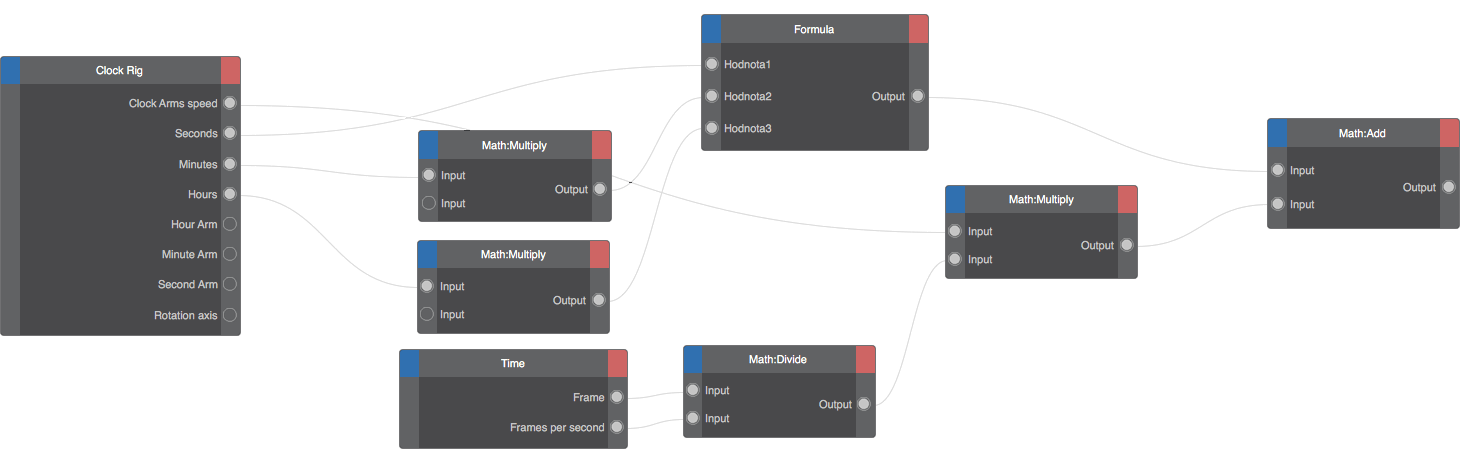 Clock Rig
Clock Arms speed
Seconds
Minutes
Hours
Hour Arm
Minute Arm
Second Arm
Rotation axis
Math:Multiply
Input
Output
Input
Math:Multiply
Input
Output
Input
Time
Frame
Frames per second
Formula
Hodnota1
Hodnota2
Output
Hodnota3
Math:Divide
Input
Output
Input
Math:Multiply
Input
Output
Input
Math:Add
Input
Output
Input